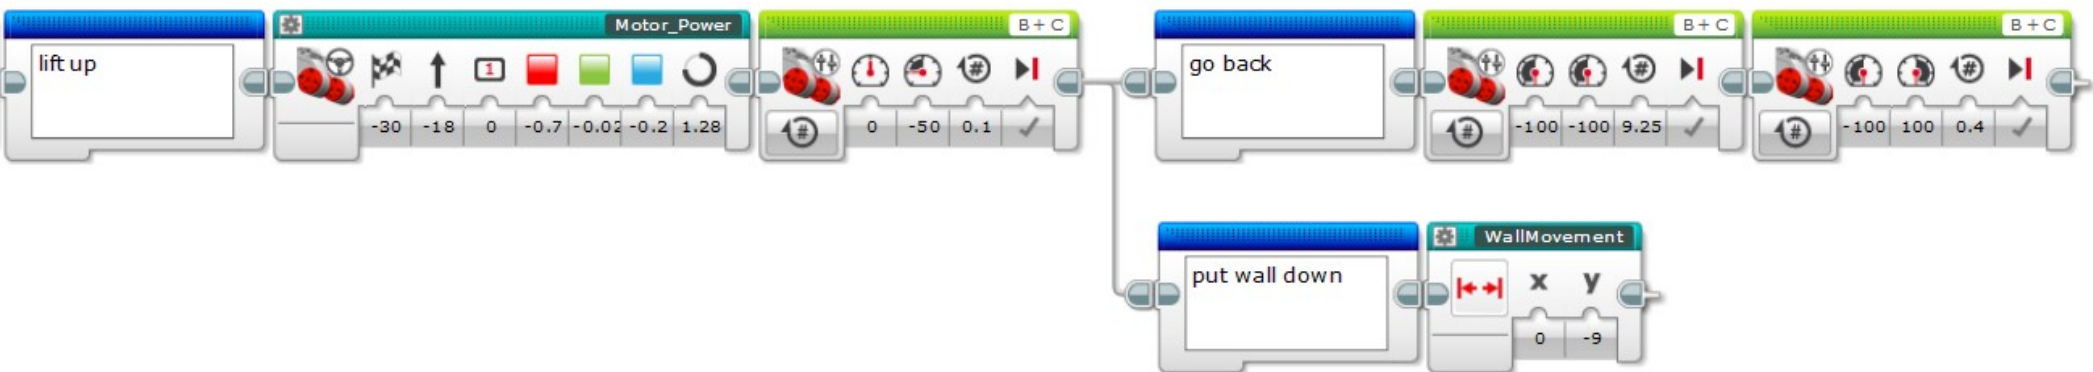 Motor_Power B+C B+C B+C
lift up go back
1 # # #
-30 -18 0 -0.7 -0.02 -0.2 1.28 # 0 -50 0.1 # -100 -100 9.25 # -100 100 0.4
WallMovement
put wall down x y
0 -9